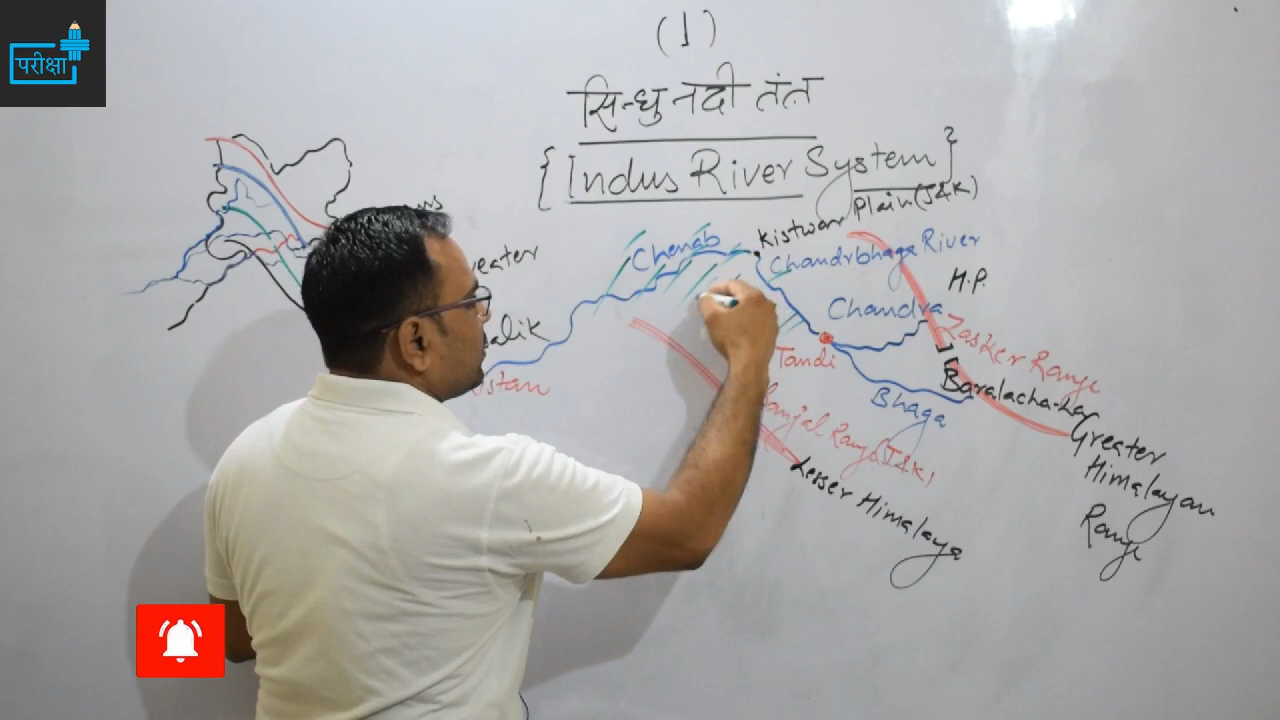 परीक्षा
(1)
सिन्धु नदी तंत्र
{Indus River System}
Kistwar Plain (J&K)
Chenab
Chandrbhaga River
H.P.
Chandra
Zasker Range
Tandi
Baralacha-La
Bhaga
Greater
Himalayan
Range
Lesser Himalaya